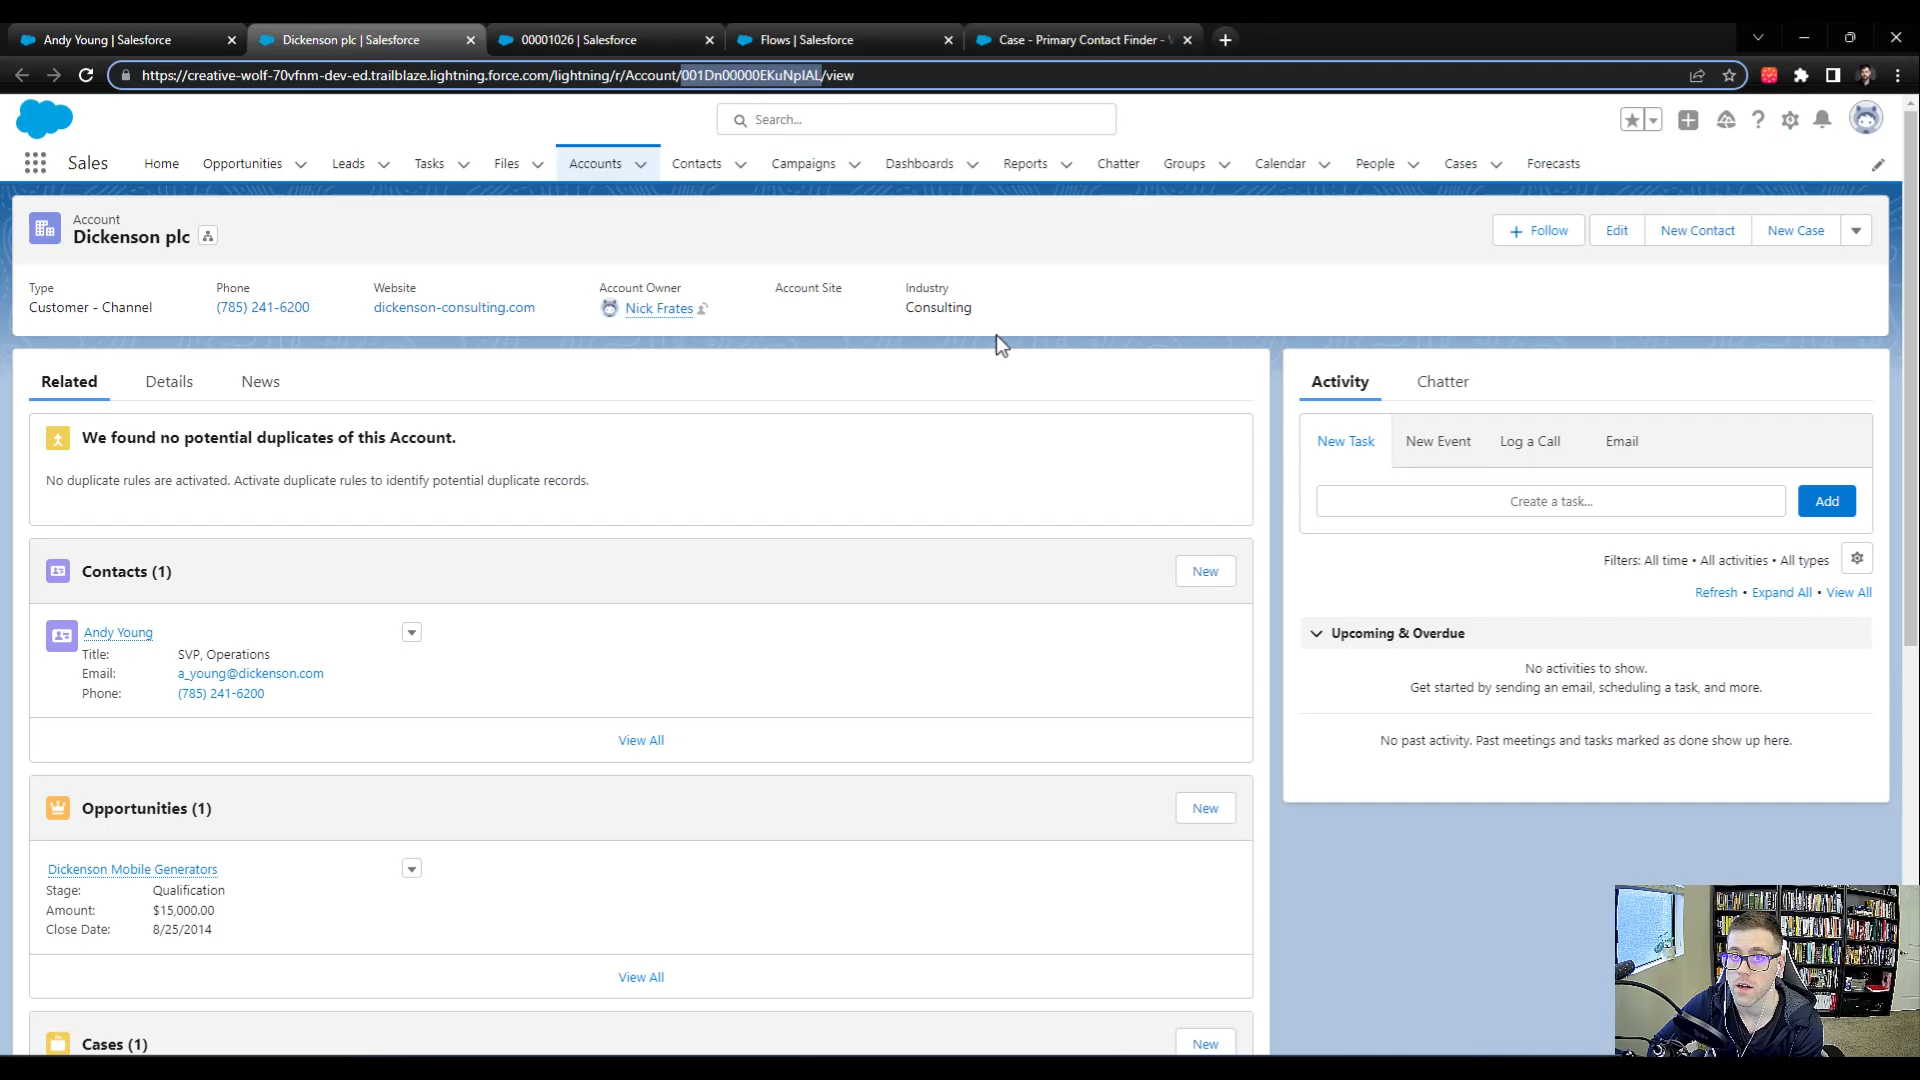 Andy Young | Salesforce
Dickenson plc | Salesforce
00001026 | Salesforce
Flows | Salesforce
Case - Primary Contact Finder -
https://creative-wolf-70vfnm-dev-ed.trailblaze.lightning.force.com/lightning/r/Account/001Dn00000EKuNpIAL/view
Search...
Sales
Home
Opportunities
Leads
Tasks
Files
Accounts
Contacts
Campaigns
Dashboards
Reports
Chatter
Groups
Calendar
People
Cases
Forecasts
Account
Dickenson plc
Follow
Edit
New Contact
New Case
Type
Customer - Channel
Phone
(785) 241-6200
Website
dickenson-consulting.com
Account Owner
Nick Frates
Account Site
Industry
Consulting
Related
Details
News
We found no potential duplicates of this Account.
No duplicate rules are activated. Activate duplicate rules to identify potential duplicate records.
Contacts (1)
New
Andy Young
Title: SVP, Operations
Email: a_young@dickenson.com
Phone: (785) 241-6200
View All
Opportunities (1)
New
Dickenson Mobile Generators
Stage: Qualification
Amount: $15,000.00
Close Date: 8/25/2014
View All
Cases (1)
New
Activity
Chatter
New Task
New Event
Log a Call
Email
Create a task...
Add
Filters: All time • All activities • All types
Refresh • Expand All • View All
Upcoming & Overdue
No activities to show.
Get started by sending an email, scheduling a task, and more.
No past activity. Past meetings and tasks marked as done show up here.